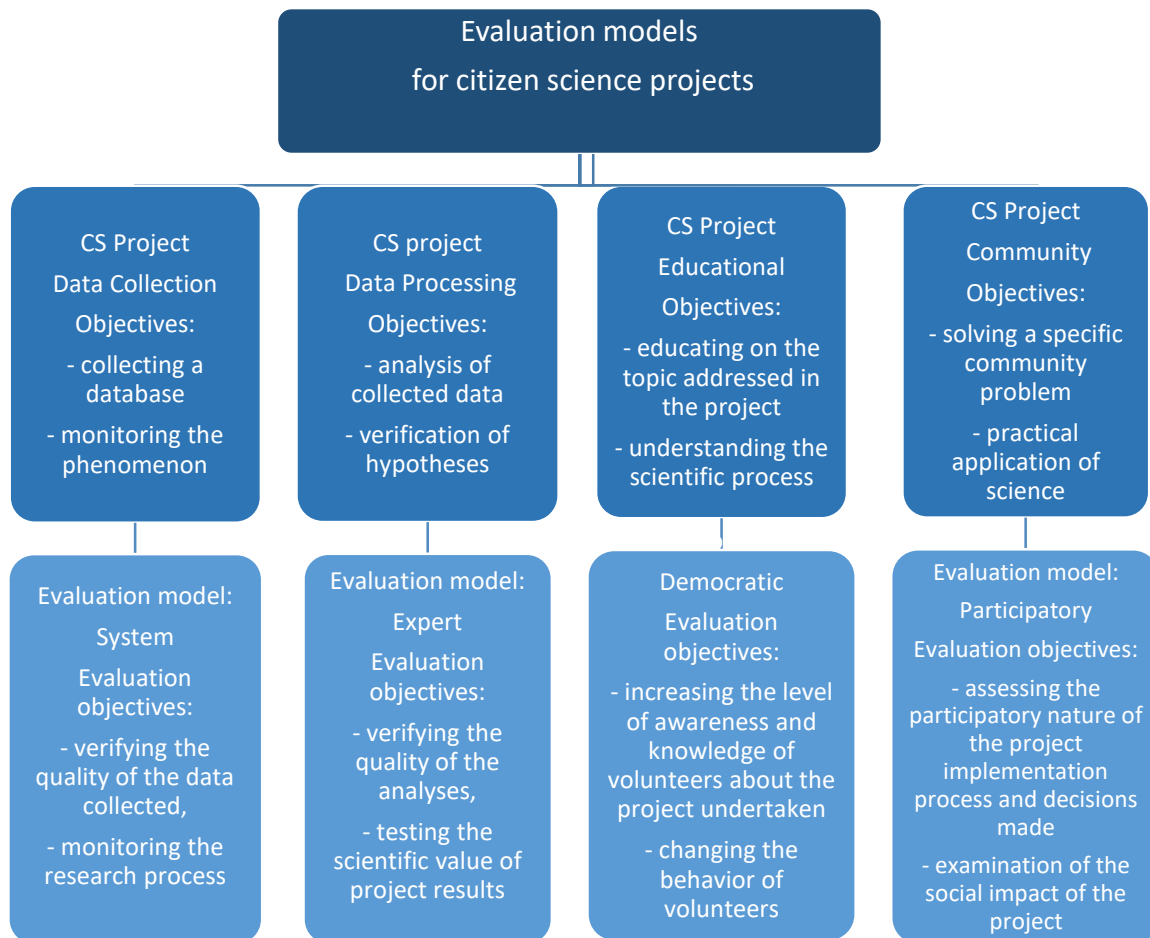 Evaluation models
for citizen science projects
CS Project
Data Collection
Objectives:
- collecting a
database
- monitoring the
phenomenon
CS project
Data Processing
Objectives:
- analysis of
collected data
- verification of
hypotheses
CS Project
Educational
Objectives:
- educating on the
topic addressed in
the project
- understanding the
scientific process
CS Project
Community
Objectives:
- solving a specific
community
problem
- practical
application of
science
Evaluation model:
System
Evaluation
objectives:
- verifying the
quality of the data
collected,
- monitoring the
research process
Evaluation model:
Expert
Evaluation
objectives:
- verifying the
quality of the
analyses,
- testing the
scientific value of
project results
Democratic
Evaluation
objectives:
- increasing the level
of awareness and
knowledge of
volunteers about the
project undertaken
- changing the
behavior of
volunteers
Evaluation model:
Participatory
Evaluation objectives:
- assessing the
participatory nature of
the project
implementation
process and decisions
made
- examination of the
social impact of the
project